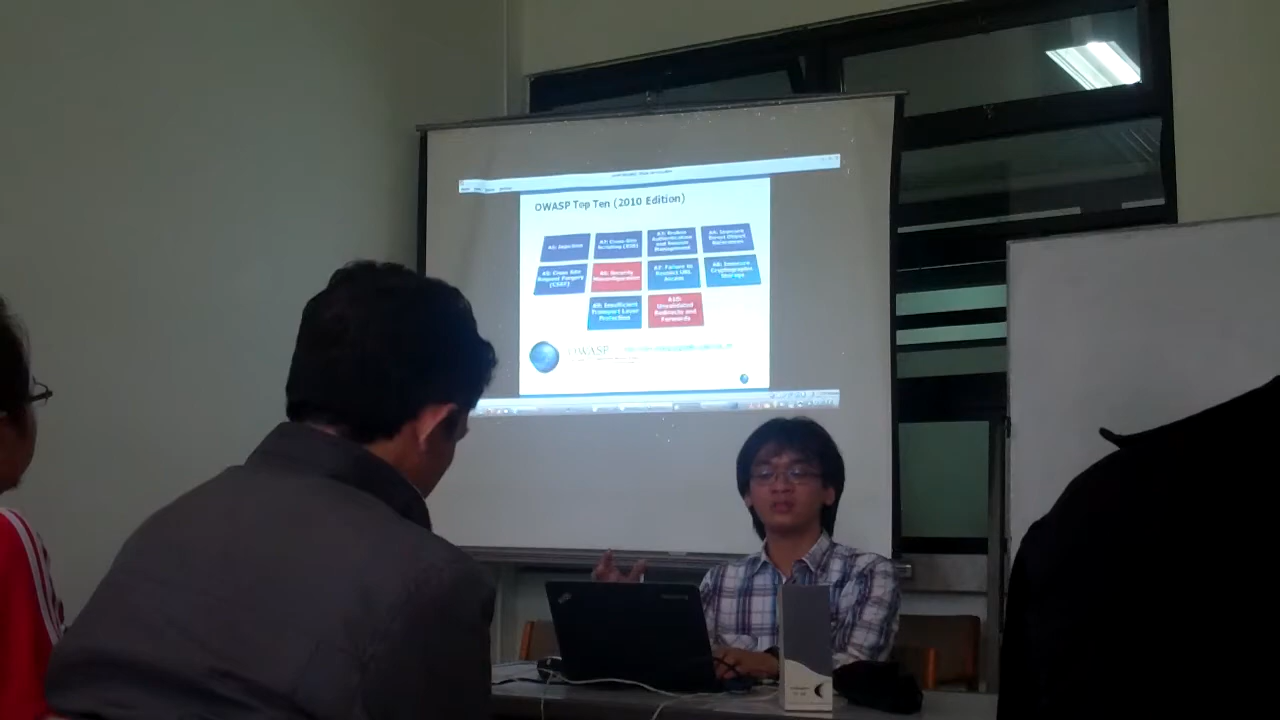 OWASP Top Ten (2010 Edition)
A1: Injection
A2: Cross-Site
Scripting (XSS)
A3: Broken
Authentication
and Session
Management
A4: Insecure
Direct Object
References
A5: Cross Site
Request Forgery
(CSRF)
A6: Security
Misconfiguration
A7: Failure to
Restrict URL
Access
A8: Insecure
Cryptographic
Storage
A9: Insufficient
Transport Layer
Protection
A10:
Unvalidated
Redirects and
Forwards
OWASP